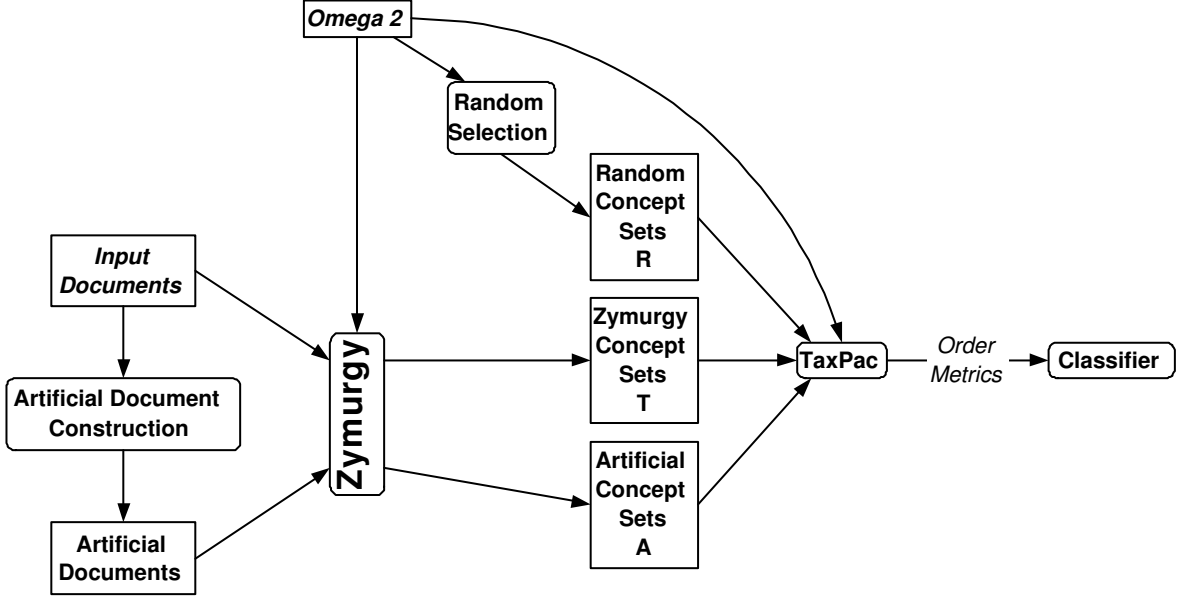 Omega 2
Random
Selection
Random
Concept
Sets
R
Input
Documents
Zymurgy
Concept
Sets
T
Zymurgy
TaxPac
Order
Metrics
Classifier
Artificial Document
Construction
Artificial
Concept
Sets
A
Artificial
Documents